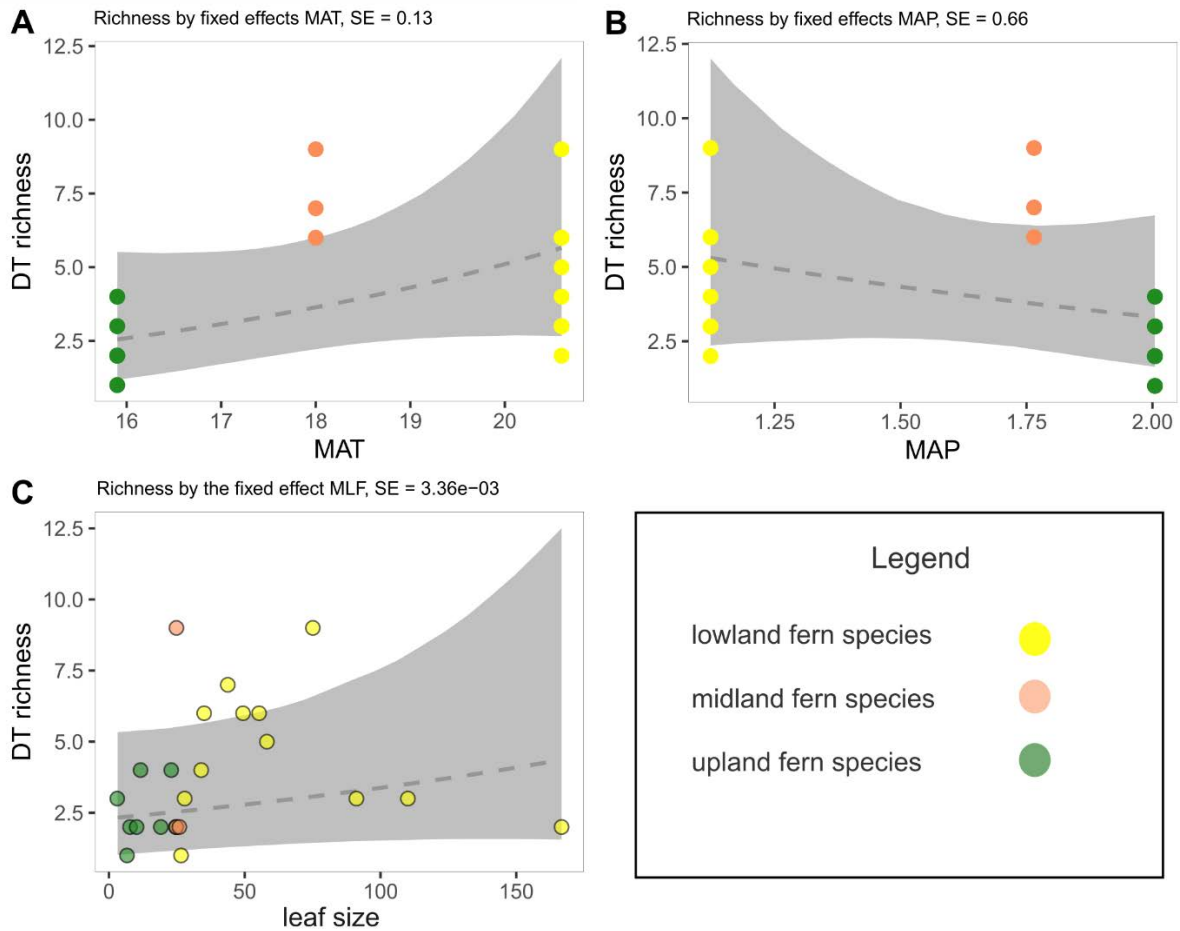 A Richness by fixed effects MAT, SE = 0.13
12.5
10.0
7.5
5.0
2.5
DT richness
16 17 18 19 20
MAT
B Richness by fixed effects MAP, SE = 0.66
12.5
10.0
7.5
5.0
2.5
DT richness
1.25 1.50 1.75 2.00
MAP
C Richness by the fixed effect MLF, SE = 3.36e−03
12.5
10.0
7.5
5.0
2.5
DT richness
0 50 100 150
leaf size
Legend
lowland fern species
midland fern species
upland fern species